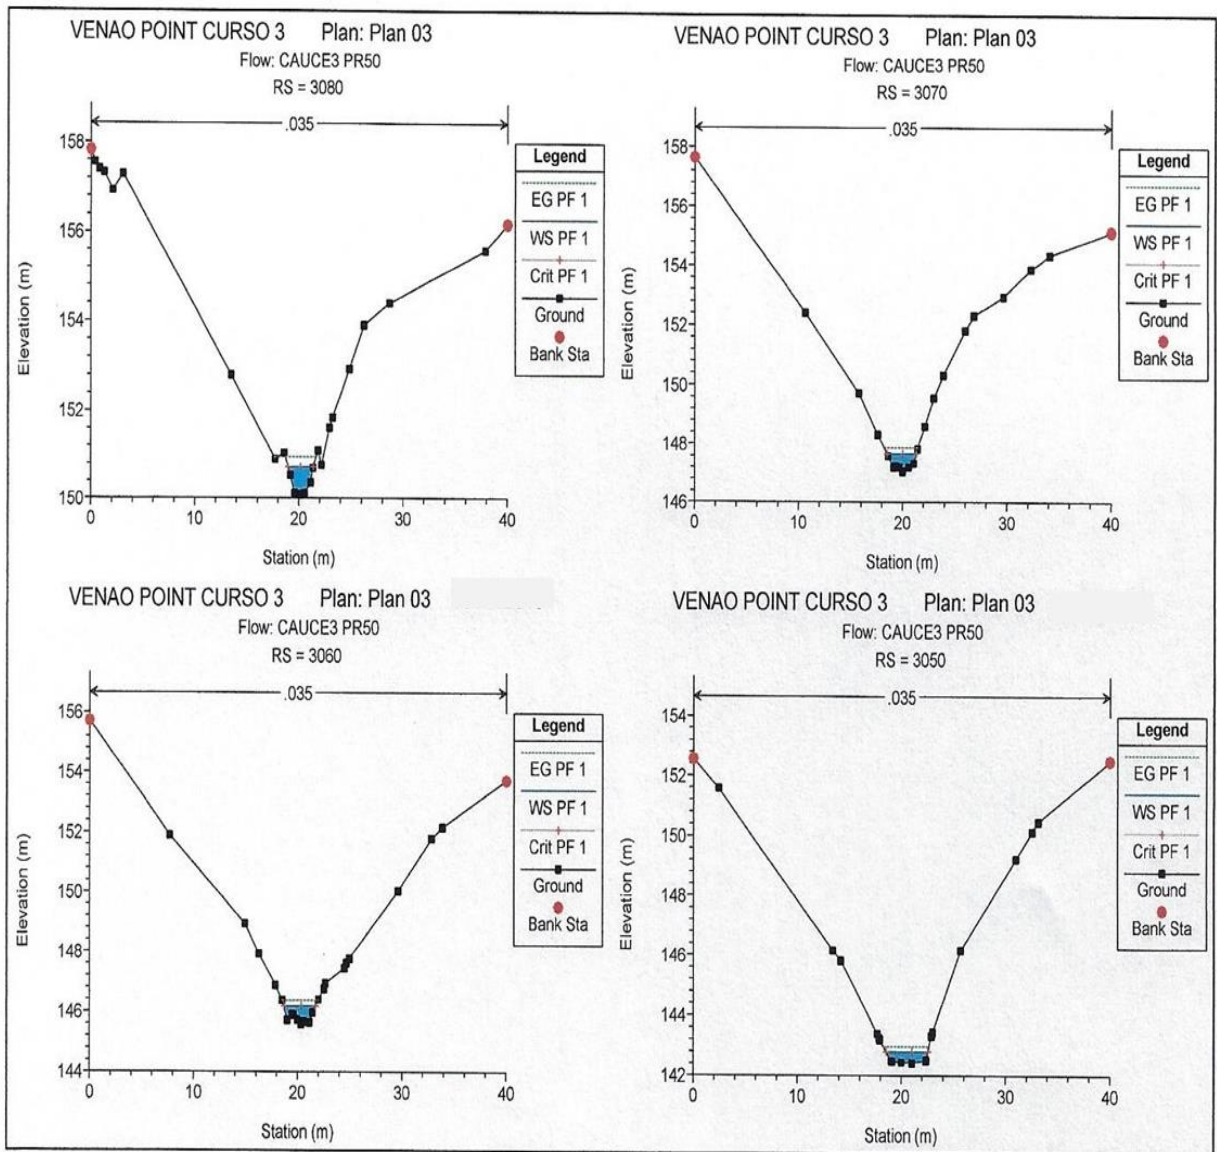 VENAO POINT CURSO 3 Plan: Plan 03
Flow: CAUCE3 PR50
RS = 3080
.035
Elevation (m)
158
156
154
152
150
0 10 20 30 40
Station (m)
Legend
EG PF 1
WS PF 1
Crit PF 1
Ground
Bank Sta
VENAO POINT CURSO 3 Plan: Plan 03
Flow: CAUCE3 PR50
RS = 3070
.035
Elevation (m)
158
156
154
152
150
148
146
0 10 20 30 40
Station (m)
Legend
EG PF 1
WS PF 1
Crit PF 1
Ground
Bank Sta
VENAO POINT CURSO 3 Plan: Plan 03
Flow: CAUCE3 PR50
RS = 3060
.035
Elevation (m)
156
154
152
150
148
146
144
0 10 20 30 40
Station (m)
Legend
EG PF 1
WS PF 1
Crit PF 1
Ground
Bank Sta
VENAO POINT CURSO 3 Plan: Plan 03
Flow: CAUCE3 PR50
RS = 3050
.035
Elevation (m)
154
152
150
148
146
144
142
0 10 20 30 40
Station (m)
Legend
EG PF 1
WS PF 1
Crit PF 1
Ground
Bank Sta